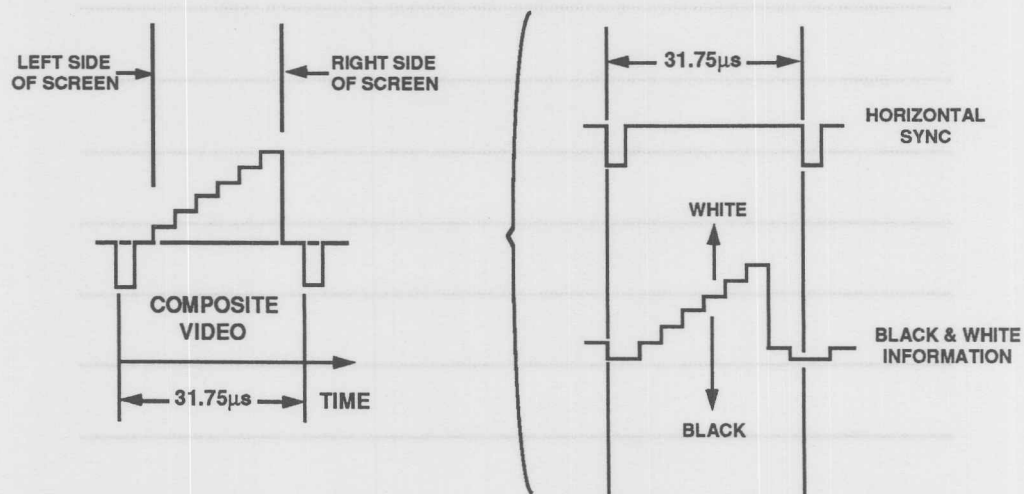 LEFT SIDE
OF SCREEN
RIGHT SIDE
OF SCREEN
COMPOSITE
VIDEO
31.75µs
TIME
31.75µs
HORIZONTAL
SYNC
WHITE
BLACK & WHITE
INFORMATION
BLACK